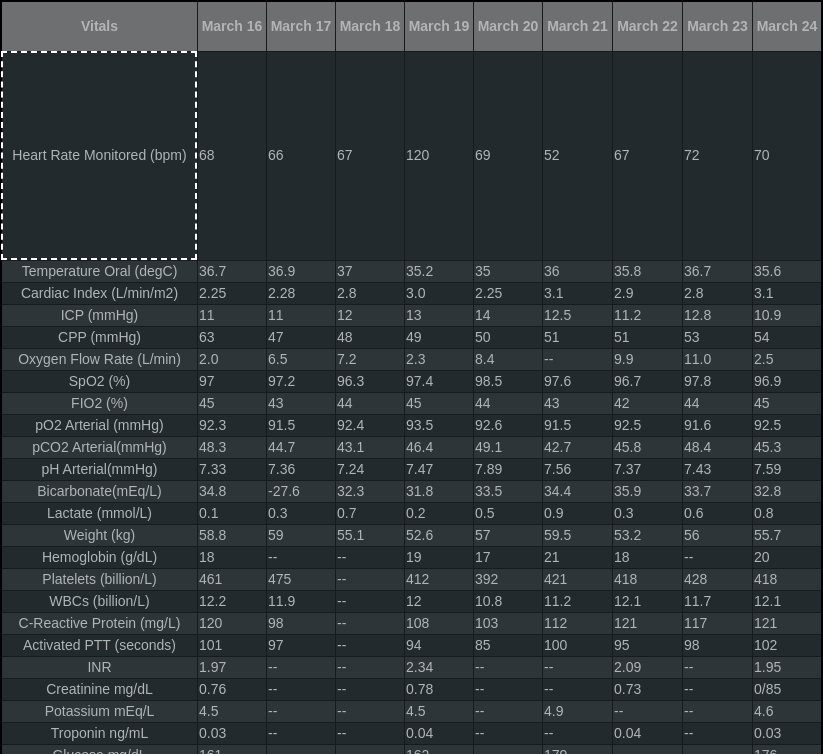 Vitals March 16 March 17 March 18 March 19 March 20 March 21 March 22 March 23 March 24
Heart Rate Monitored (bpm) 68 66 67 120 69 52 67 72 70
Temperature Oral (degC) 36.7 36.9 37 35.2 35 36 35.8 36.7 35.6
Cardiac Index (L/min/m2) 2.25 2.28 2.8 3.0 2.25 3.1 2.9 2.8 3.1
ICP (mmHg) 11 11 12 13 14 12.5 11.2 12.8 10.9
CPP (mmHg) 63 47 48 49 50 51 51 53 54
Oxygen Flow Rate (L/min) 2.0 6.5 7.2 2.3 8.4 -- 9.9 11.0 2.5
SpO2 (%) 97 97.2 96.3 97.4 98.5 97.6 96.7 97.8 96.9
FIO2 (%) 45 43 44 45 44 43 42 44 45
pO2 Arterial (mmHg) 92.3 91.5 92.4 93.5 92.6 91.5 92.5 91.6 92.5
pCO2 Arterial(mmHg) 48.3 44.7 43.1 46.4 49.1 42.7 45.8 48.4 45.3
pH Arterial(mmHg) 7.33 7.36 7.24 7.47 7.89 7.56 7.37 7.43 7.59
Bicarbonate(mEq/L) 34.8 -27.6 32.3 31.8 33.5 34.4 35.9 33.7 32.8
Lactate (mmol/L) 0.1 0.3 0.7 0.2 0.5 0.9 0.3 0.6 0.8
Weight (kg) 58.8 59 55.1 52.6 57 59.5 53.2 56 55.7
Hemoglobin (g/dL) 18 -- -- 19 17 21 18 -- 20
Platelets (billion/L) 461 475 -- 412 392 421 418 428 418
WBCs (billion/L) 12.2 11.9 -- 12 10.8 11.2 12.1 11.7 12.1
C-Reactive Protein (mg/L) 120 98 -- 108 103 112 121 117 121
Activated PTT (seconds) 101 97 -- 94 85 100 95 98 102
INR 1.97 -- -- 2.34 -- -- 2.09 -- 1.95
Creatinine mg/dL 0.76 -- -- 0.78 -- -- 0.73 -- 0/85
Potassium mEq/L 4.5 -- -- 4.5 -- 4.9 -- -- 4.6
Troponin ng/mL 0.03 -- -- 0.04 -- -- 0.04 -- 0.03